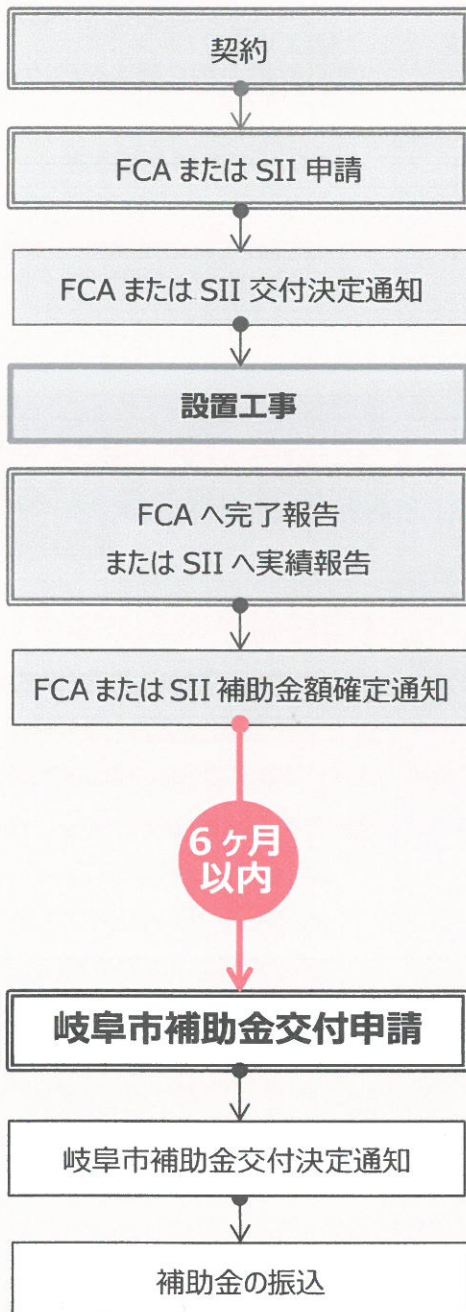 契約
FCA または SII 申請
FCA または SII 交付決定通知
設置工事
FCA へ完了報告
または SII へ実績報告
FCA または SII 補助金額確定通知
6 ヶ月
以内
岐阜市補助金交付申請
岐阜市補助金交付決定通知
補助金の振込